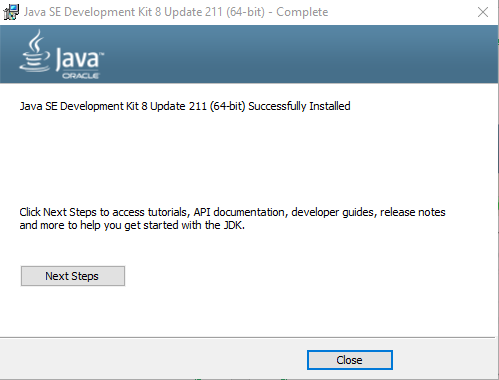 Java SE Development Kit 8 Update 211 (64-bit) - Complete
Java™
ORACLE
Java SE Development Kit 8 Update 211 (64-bit) Successfully Installed
Click Next Steps to access tutorials, API documentation, developer guides, release notes
and more to help you get started with the JDK.
Next Steps
Close